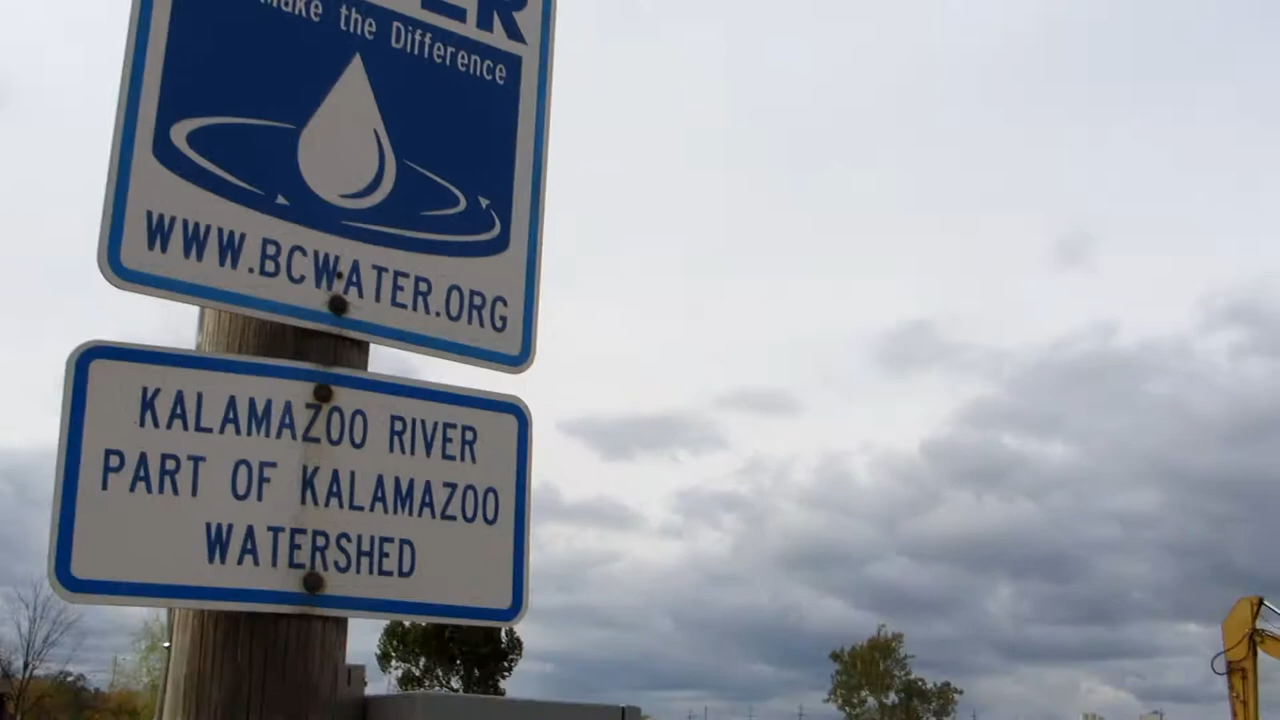 Make the Difference
WWW.BCWATER.ORG
KALAMAZOO RIVER
PART OF KALAMAZOO
WATERSHED